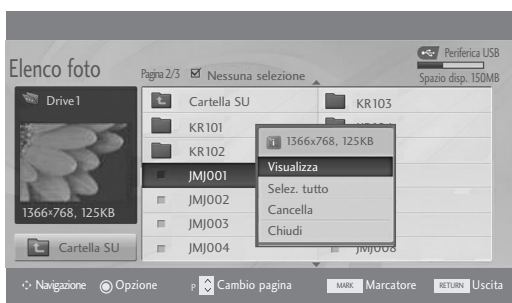 Periferica USB
Elenco foto
Pagina 2/3
Nessuna selezione
Spazio disp. 150MB
Drive1
1366×768, 125KB
Cartella SU
Cartella SU
KR101
KR102
JMJ001
JMJ002
JMJ003
JMJ004
KR103
JMJ008
1366x768, 125KB
Visualizza
Selez. tutto
Cancella
Chiudi
Navigazione
Opzione
P Cambio pagina
MARK Marcatore
RETURN Uscita